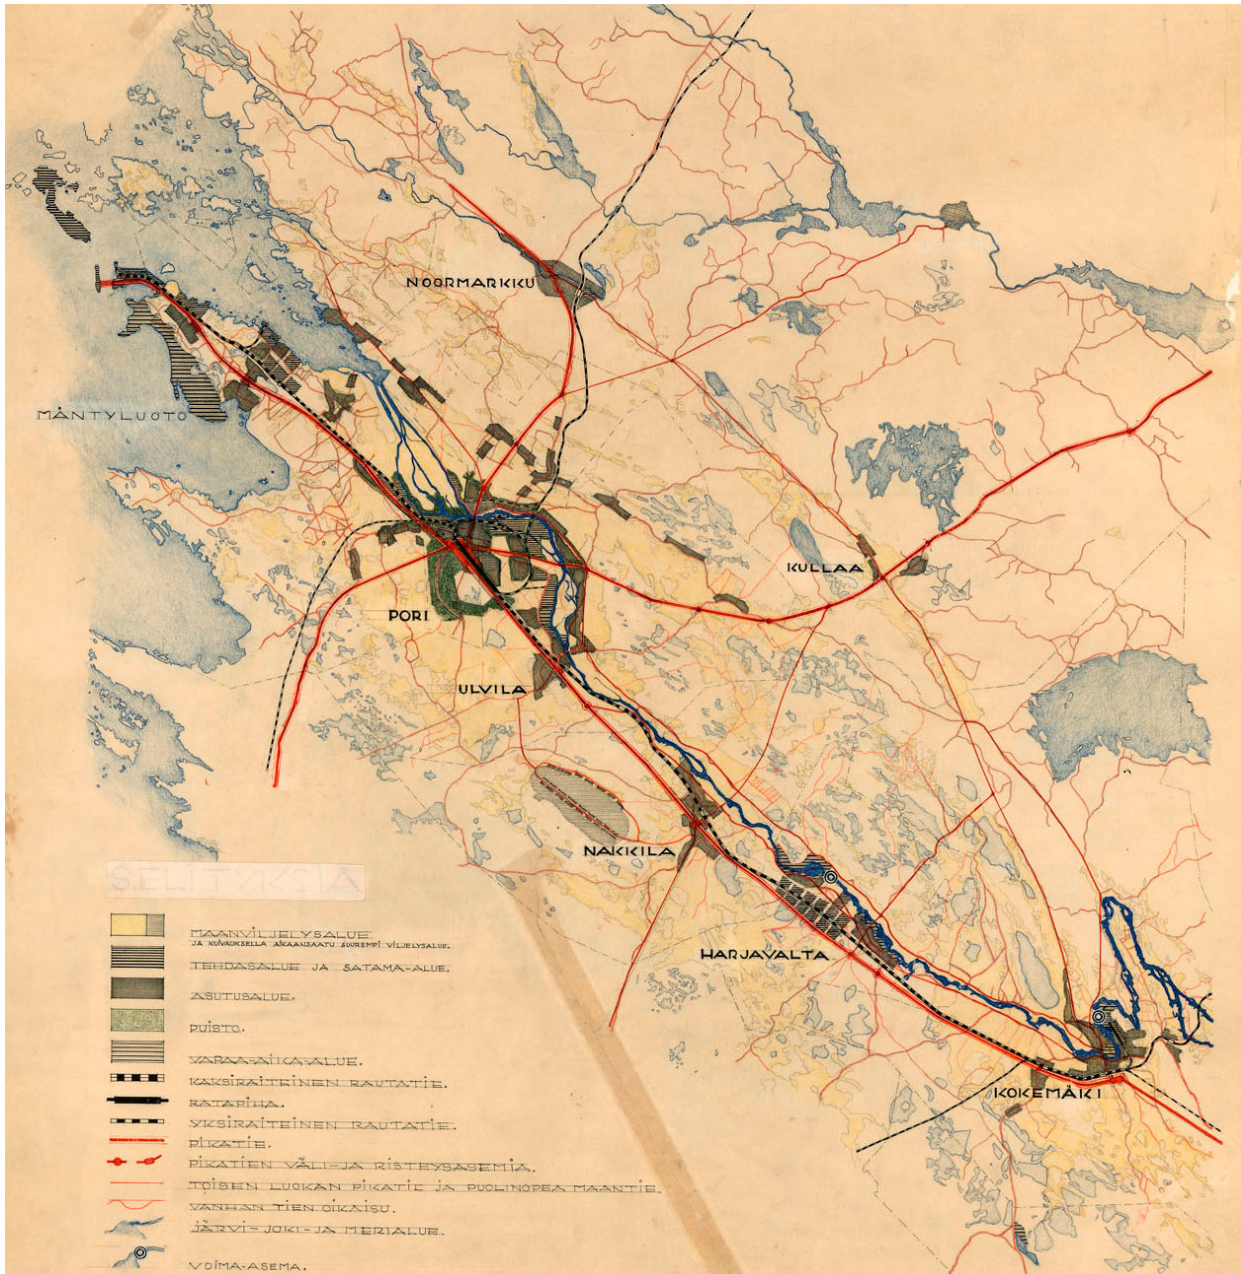 NOORMARKKU
MÄNTYLUOTO
KULLAA
PORI
ULVILA
NAKKILA
HARJAVALTA
KOKEMÄKI
SELITYKSIÄ
MAANVILJELYSALUE
JA KUIVAUKSELLA AIKAANSAATU SUUREMPI VILJELYSALUE.
TEHDASALUE JA SATAMA-ALUE.
ASUTUSALUE.
PUISTO.
VAPAA-AIKA-ALUE.
KAKSIRAITEINEN RAUTATIE.
RATAPIHA.
YKSIRAITEINEN RAUTATIE.
PIKATIE.
PIKATIEN VÄLI-JA RISTEYSASEMIA.
TOISEN LUOKAN PIKATIE JA PUOLINOPEA MAANTIE.
VANHAN TIEN OIKAISU.
JÄRVI-JOKI-JA MERIALUE.
VOIMA-ASEMA.